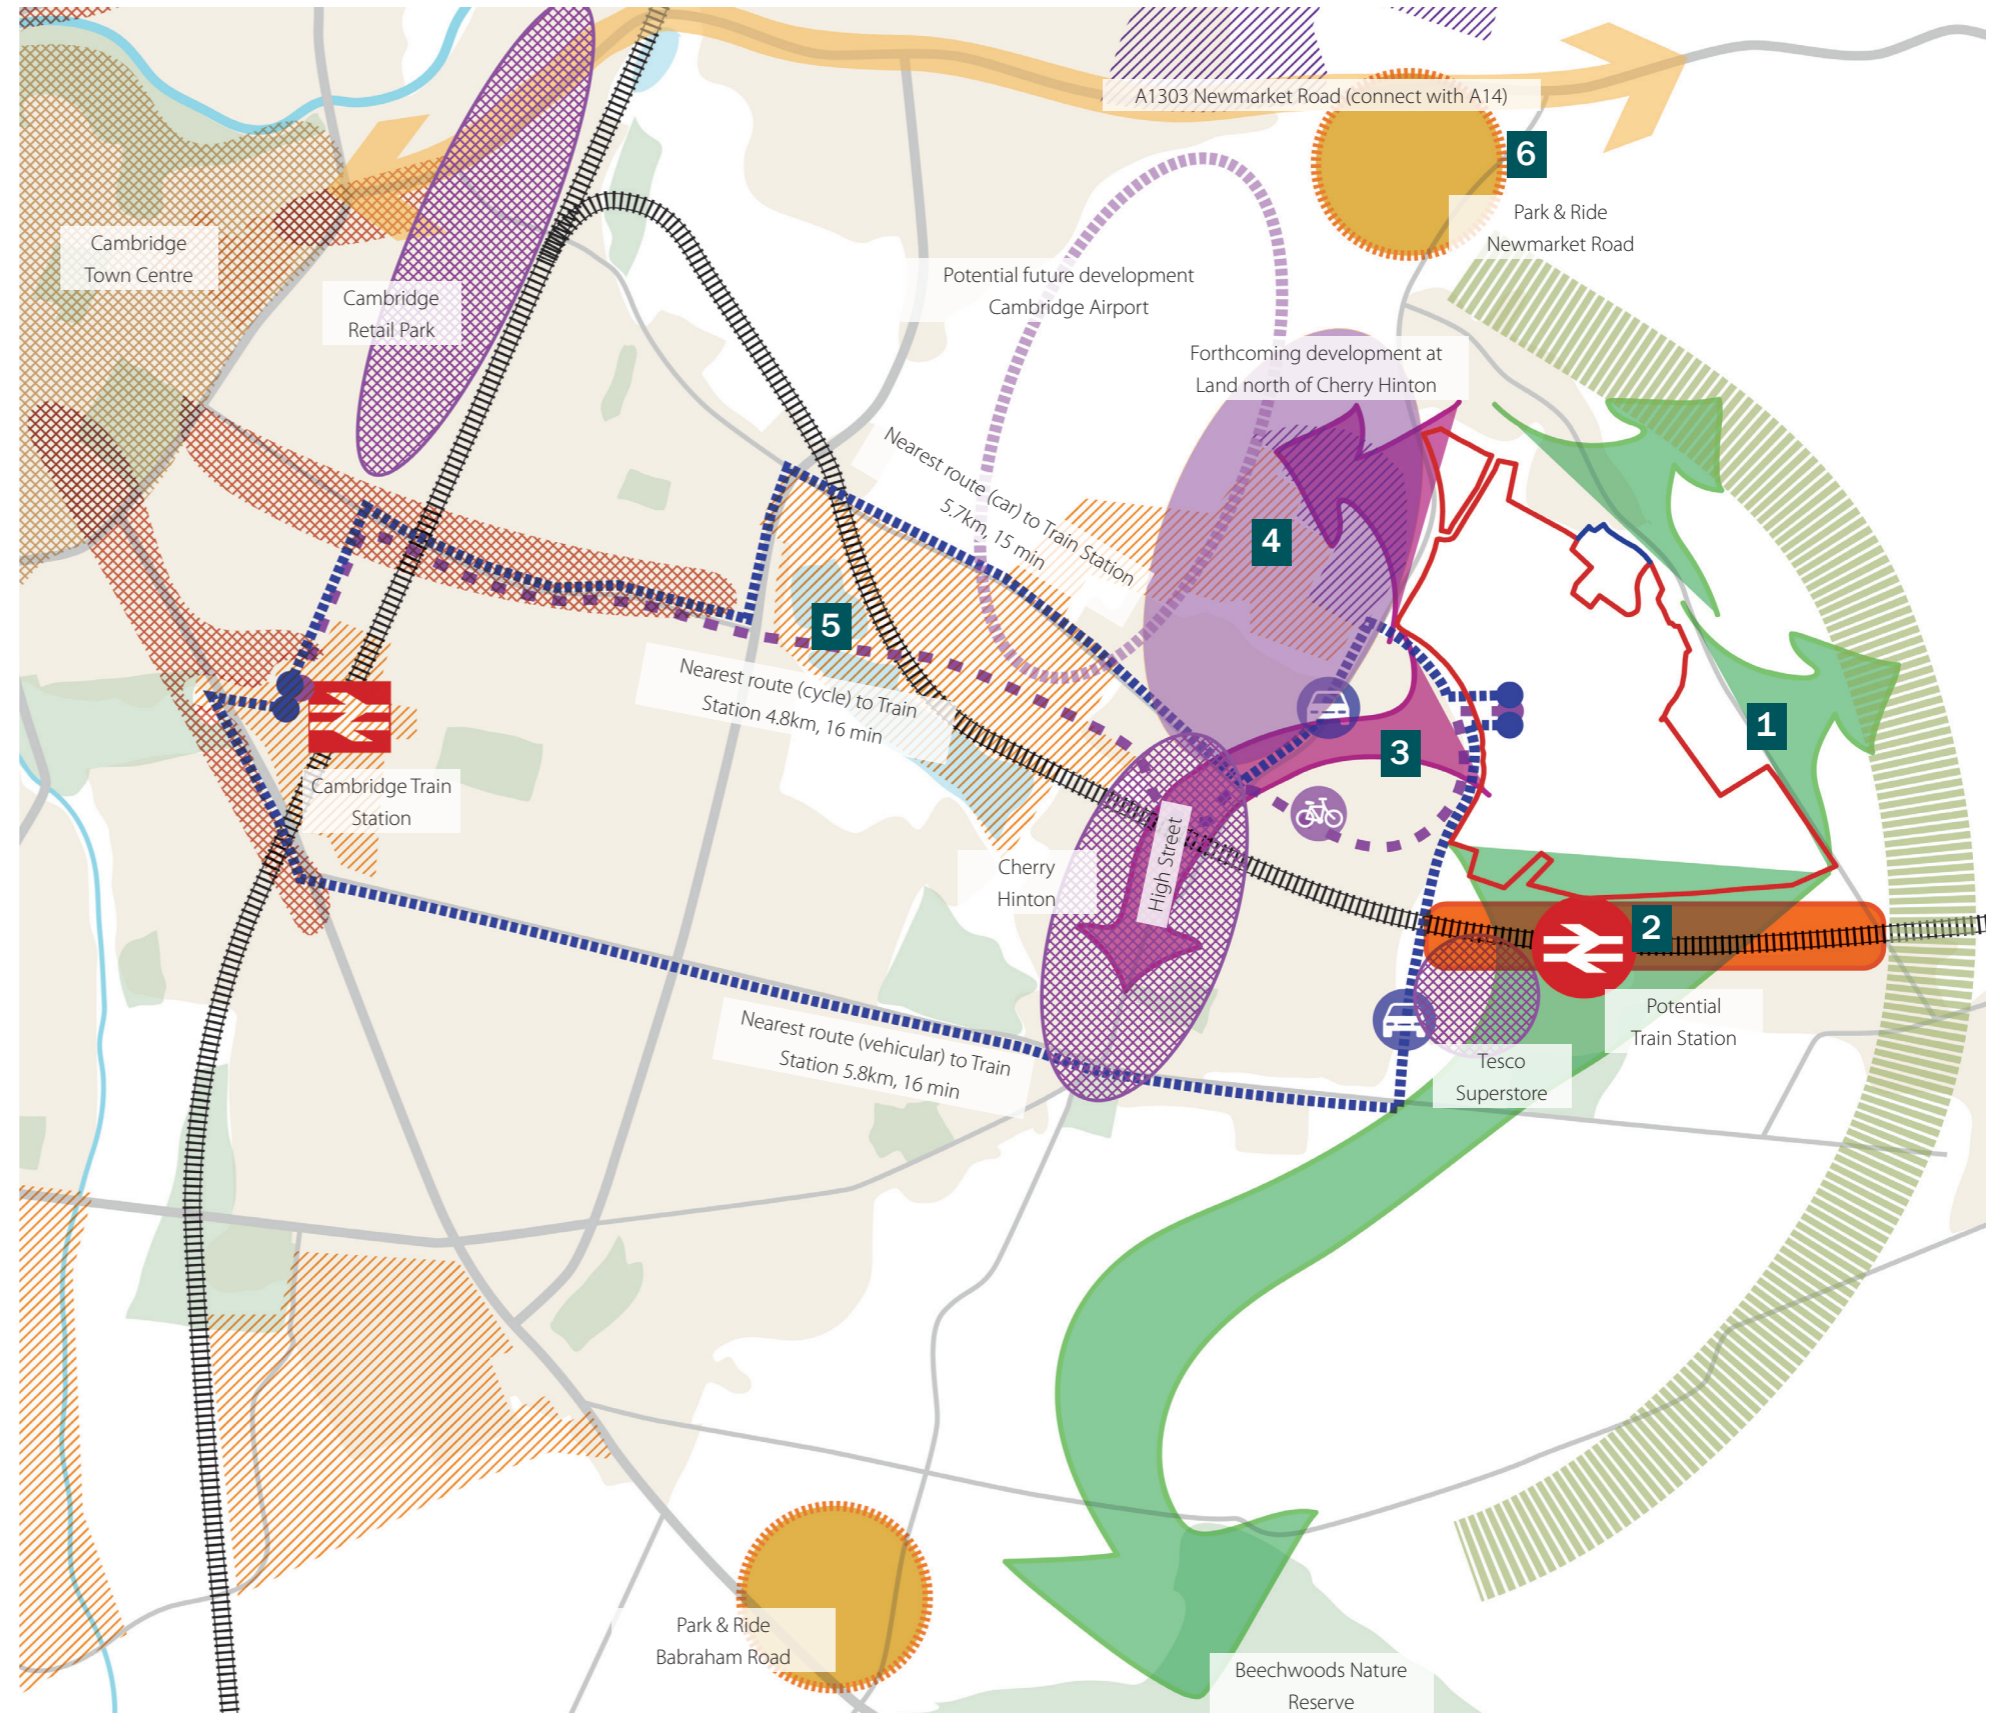 A1303 Newmarket Road (connect with A14)
6
Park & Ride
Newmarket Road
Cambridge
Town Centre
Cambridge
Retail Park
Potential future development
Cambridge Airport
Forthcoming development at
Land north of Cherry Hinton
Nearest route (car) to Train Station
5.7km, 15 min
4
5
Nearest route (cycle) to Train
Station 4.8km, 16 min
1
3
Cambridge Train
Station
High Street
Cherry
Hinton
2
Potential
Train Station
Nearest route (vehicular) to Train
Station 5.8km, 16 min
Tesco
Superstore
Park & Ride
Babraham Road
Beechwoods Nature
Reserve